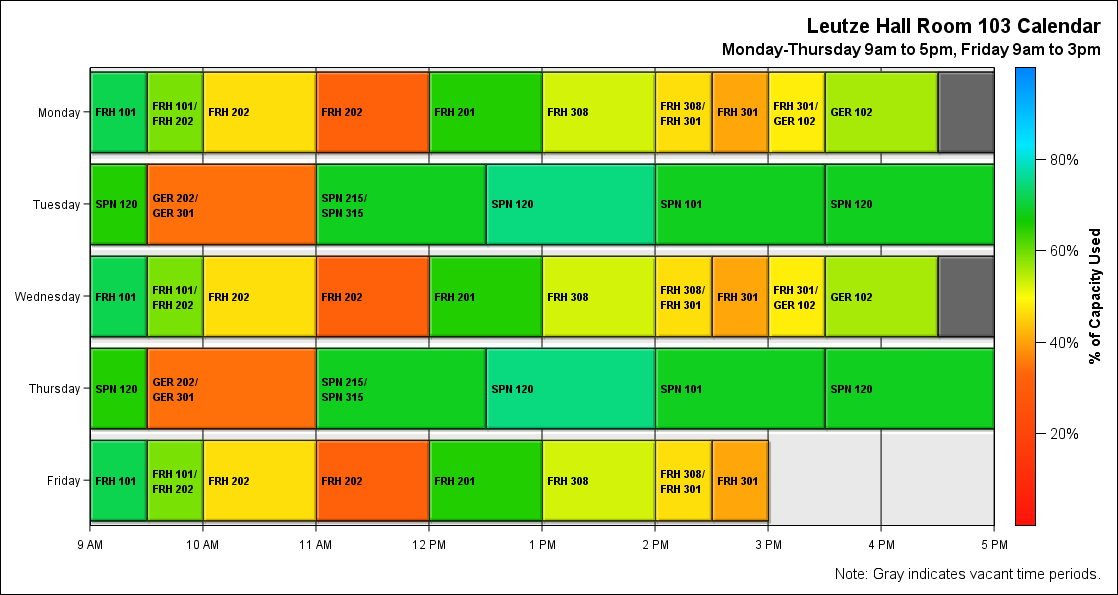 Leutze Hall Room 103 Calendar
Monday-Thursday 9am to 5pm, Friday 9am to 3pm
Monday
FRH 101
FRH 101/
FRH 202
FRH 202
FRH 202
FRH 201
FRH 308
FRH 308/
FRH 301
FRH 301
FRH 301/
GER 102
GER 102
Tuesday
SPN 120
GER 202/
GER 301
SPN 215/
SPN 315
SPN 120
SPN 101
SPN 120
Wednesday
FRH 101
FRH 101/
FRH 202
FRH 202
FRH 202
FRH 201
FRH 308
FRH 308/
FRH 301
FRH 301
FRH 301/
GER 102
GER 102
Thursday
SPN 120
GER 202/
GER 301
SPN 215/
SPN 315
SPN 120
SPN 101
SPN 120
Friday
FRH 101
FRH 101/
FRH 202
FRH 202
FRH 202
FRH 201
FRH 308
FRH 308/
FRH 301
FRH 301
9 AM
10 AM
11 AM
12 PM
1 PM
2 PM
3 PM
4 PM
5 PM
80%
60%
40%
20%
% of Capacity Used
Note: Gray indicates vacant time periods.